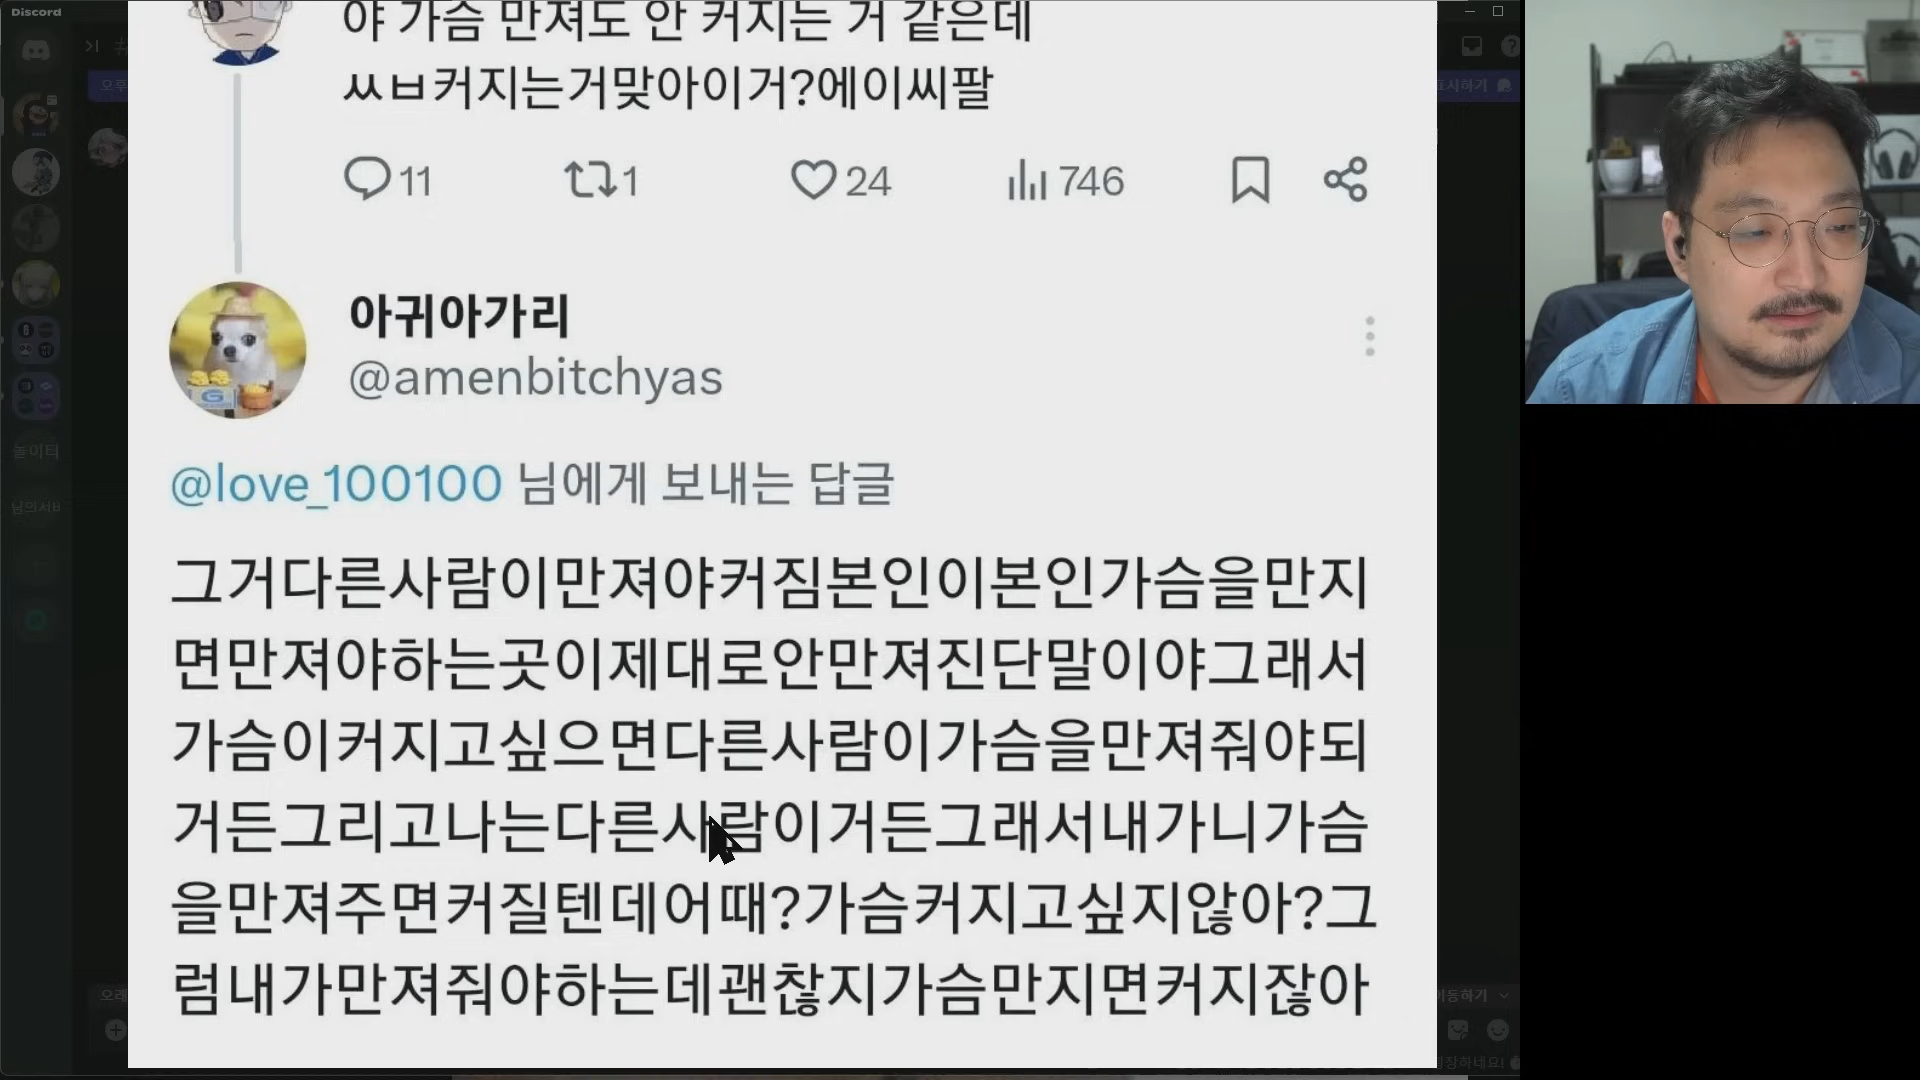 Discord
야 가슴 만져도 안 커지는 거 같은데
ㅆㅂ커지는거맞아이거?에이씨팔
11 1 24 746
아귀아가리
@amenbitchyas
@love_100100 님에게 보내는 답글
그거다른사람이만져야커짐본인이본인가슴을만지
면만져야하는곳이제대로안만져진단말이야그래서
가슴이커지고싶으면다른사람이가슴을만져줘야되
거든그리고나는다른사람이거든그래서내가니가슴
을만져주면커질텐데어때?가슴커지고싶지않아?그
럼내가만져줘야하는데괜찮지가슴만지면커지잖아